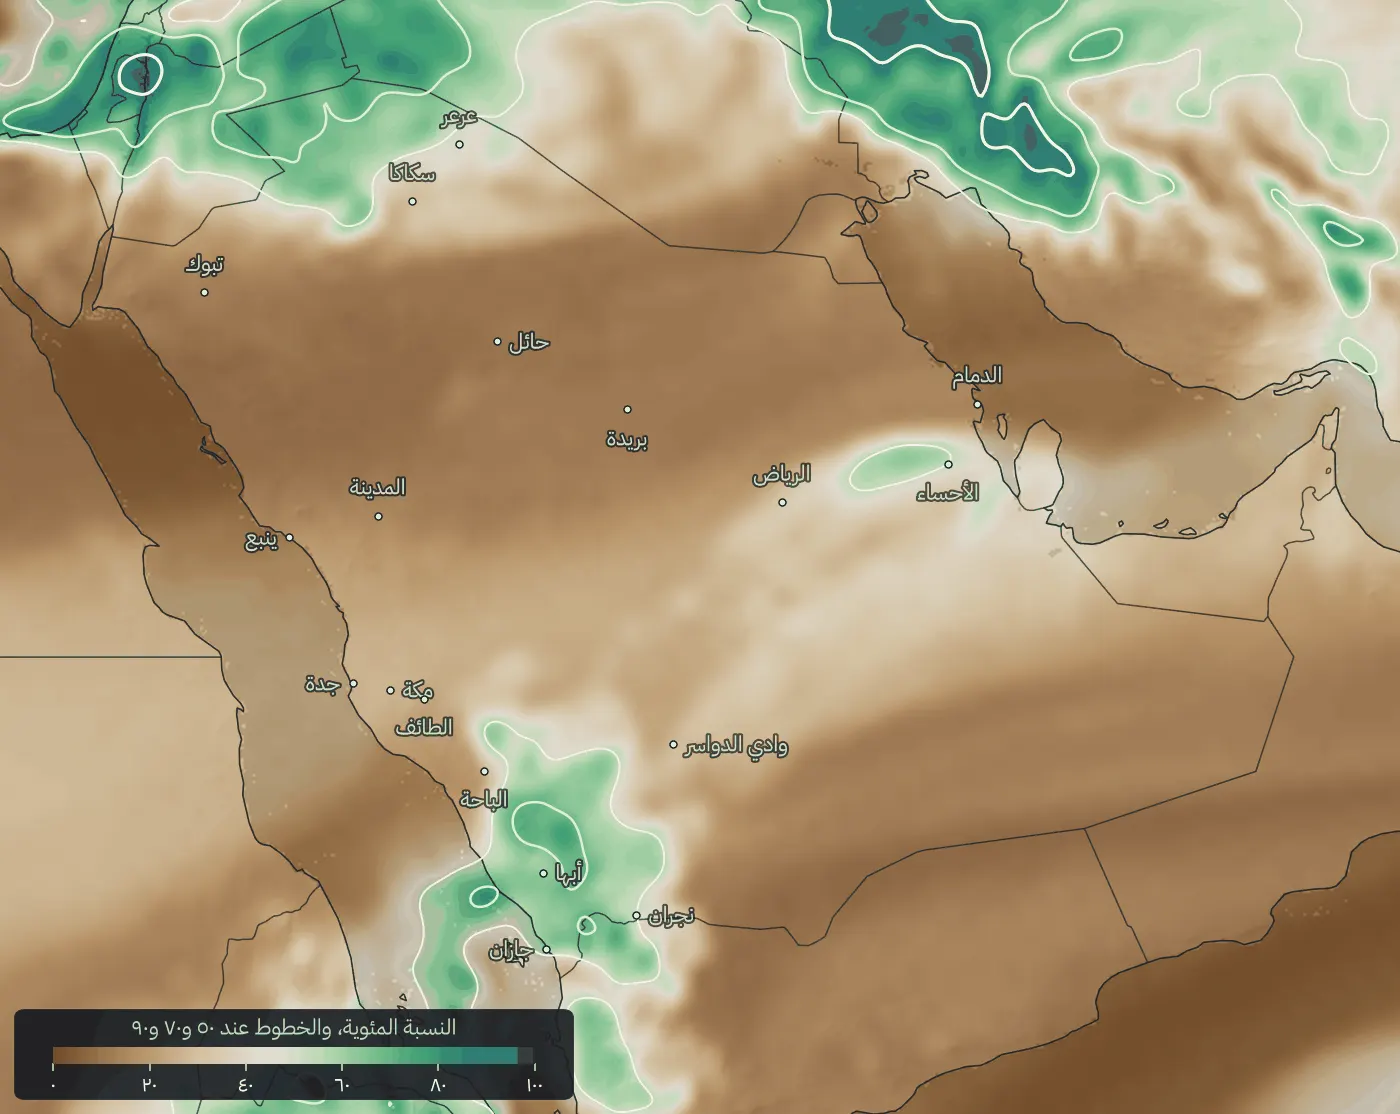 عرعر
سكاكا
تبوك
حائل
الدمام
بريدة
الرياض
الأحساء
المدينة
ينبع
جدة
مكة
الطائف
وادي الدواسر
الباحة
أبها
نجران
جازان
النسبة المئوية، والخطوط عند ٥٠ و٧٠ و٩٠
٠ ٢٠ ٤٠ ٦٠ ٨٠ ١٠٠